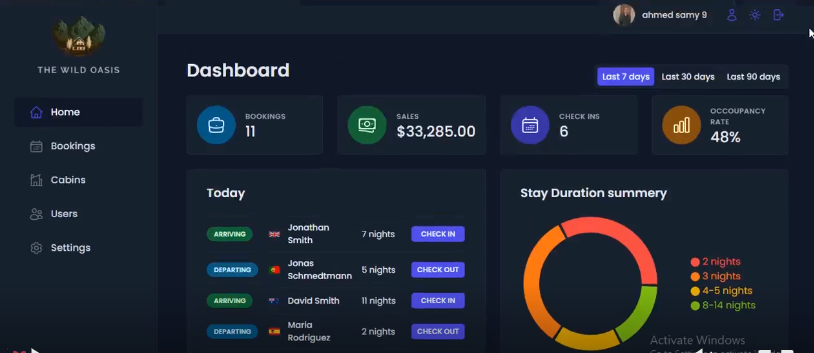 ahmed samy 9
THE WILD OASIS
Dashboard
Last 7 days Last 30 days Last 90 days
Home
Bookings
Cabins
Users
Settings
BOOKINGS
11
SALES
$33,285.00
CHECK INS
6
OCCOUPANCY
RATE
48%
Today
ARRIVING Jonathan Smith 7 nights CHECK IN
DEPARTING Jonas Schmedtmann 5 nights CHECK OUT
ARRIVING David Smith 11 nights CHECK IN
DEPARTING Maria Rodriguez 2 nights CHECK OUT
Stay Duration summery
2 nights
3 nights
4-5 nights
8-14 nights
Activate Windows